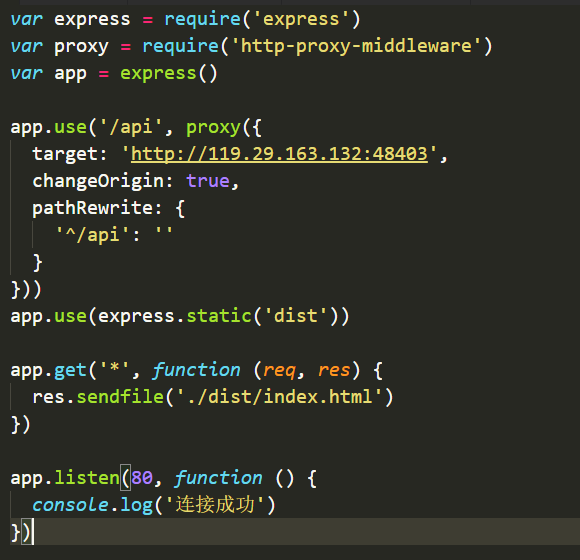 var express = require('express')
var proxy = require('http-proxy-middleware')
var app = express()
app.use('/api', proxy({
target: 'http://119.29.163.132:48403',
changeOrigin: true,
pathRewrite: {
'^/api': ''
}
}))
app.use(express.static('dist'))
app.get('*', function (req, res) {
res.sendfile('./dist/index.html')
})
app.listen(80, function () {
console.log('连接成功')
})